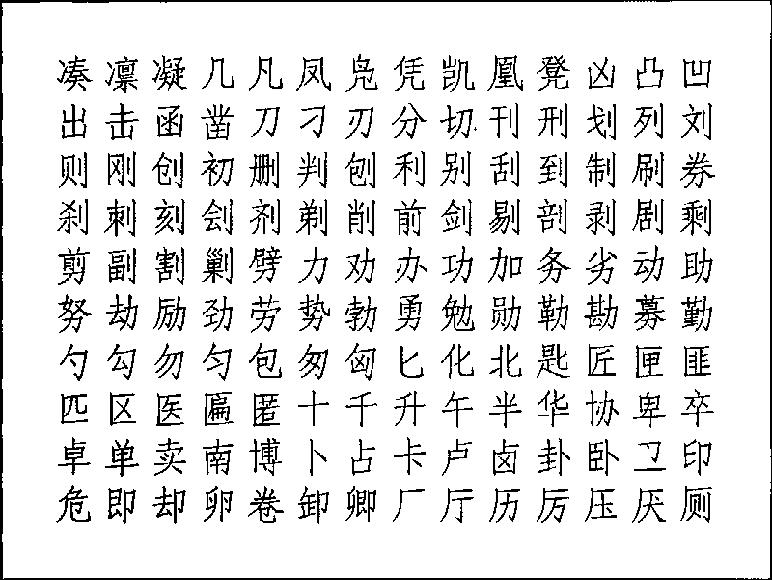 凑凛凝几凡凤凫凭凯凰凳凶凸凹
出击函凿刀刁刃分切刊刑划列刘
则刚创初删判刨利别刮到制刷券
刹刺刻刽剂剃削前剑剔剖剥剧剩
剪副割剿劈力劝办功加务劣动助
努劫励劲劳势勃勇勉勋勒勘募勤
勺勾勿匀包匆匈匕化北匙匠匣匪
匹区医匾匿十千升午半华协卑卒
卓单卖南博卜占卡卢卤卦卧卫印
危即却卵卷卸卿厂厅历厉压厌厕